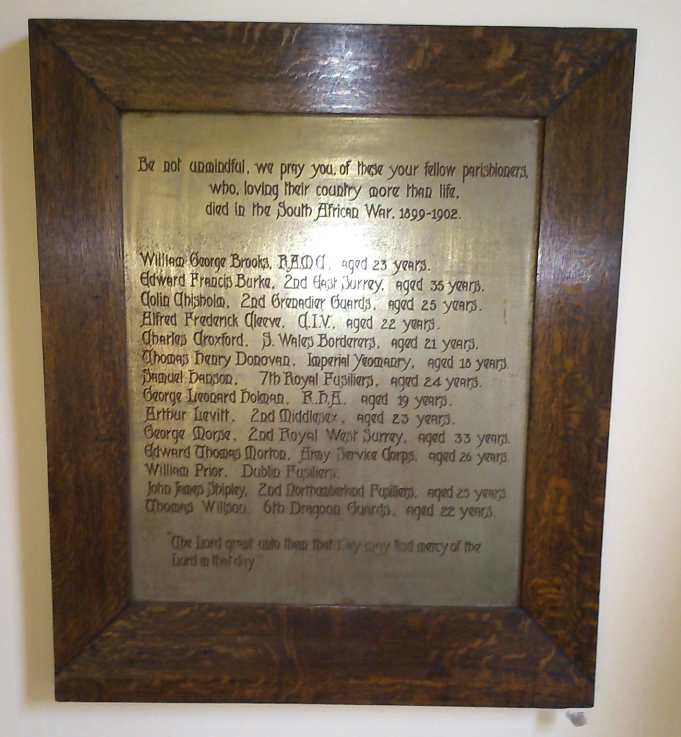 Be not unmindful, we pray you, of these your fellow parishioners,
who, loving their country more than life,
died in the South African War, 1899-1902.
William George Brooks, R.A.M.C., aged 23 years.
Edward Francis Burke, 2nd East Surrey, aged 35 years.
Colin Chisholm, 2nd Grenadier Guards, aged 25 years.
Alfred Frederick Cleeve, C.I.V., aged 22 years.
Charles Croxford, S. Wales Borderers, aged 21 years.
Thomas Henry Donovan, Imperial Yeomanry, aged 18 years.
Samuel Hanson, 7th Royal Fusiliers, aged 24 years.
George Leonard Holman, R.H.A., aged 19 years.
Arthur Levitt, 2nd Middlesex, aged 23 years.
George Morse, 2nd Royal West Surrey, aged 33 years.
Edward Thomas Morton, Army Service Corps, aged 26 years.
William Prior, Dublin Fusiliers.
John James Shipley, 2nd Northumberland Fusiliers, aged 25 years
Thomas Willson, 6th Dragoon Guards, aged 22 years.
"The Lord grant unto them that they may find mercy of the
Lord in that day"